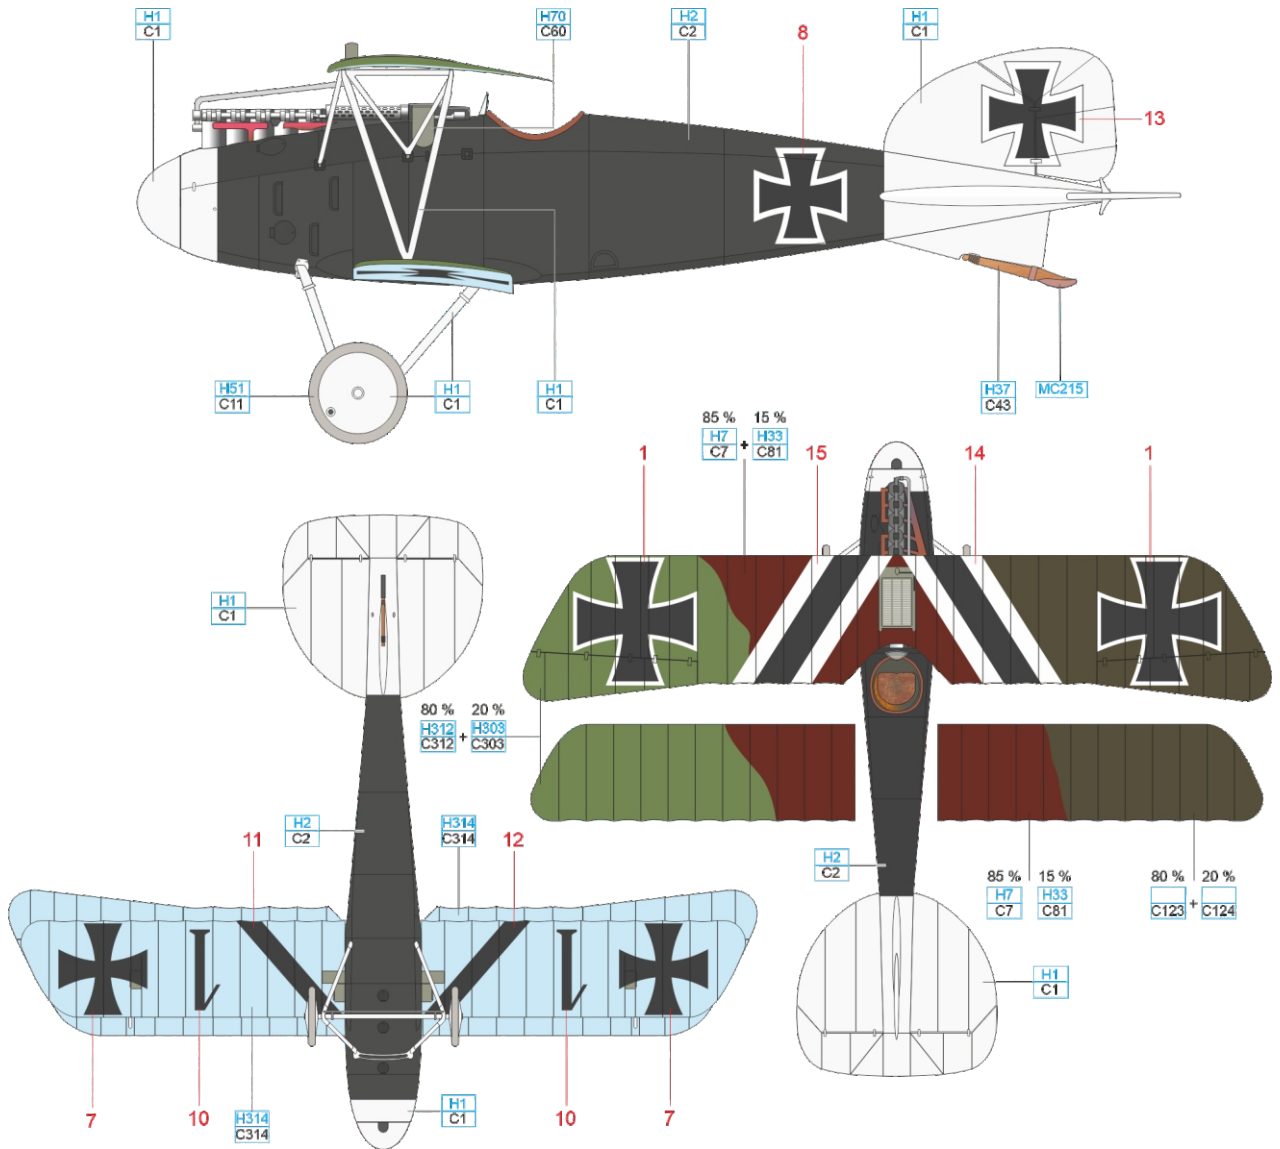 H1
C1
H70
C60
H2
C2
8
H1
C1
13
H51
C11
H1
C1
H1
C1
H37
C43
MC215
85 % 15 %
H7 + H33
C7 C81
1
15
14
1
H1
C1
80 % 20 %
H312 + H303
C312 C303
H2
C2
11
H314
C314
12
H2
C2
85 % 15 %
H7 H33
C7 C81
80 % 20 %
+
C123 C124
H1
C1
1
1
7
10
H314
C314
H1
C1
10
7